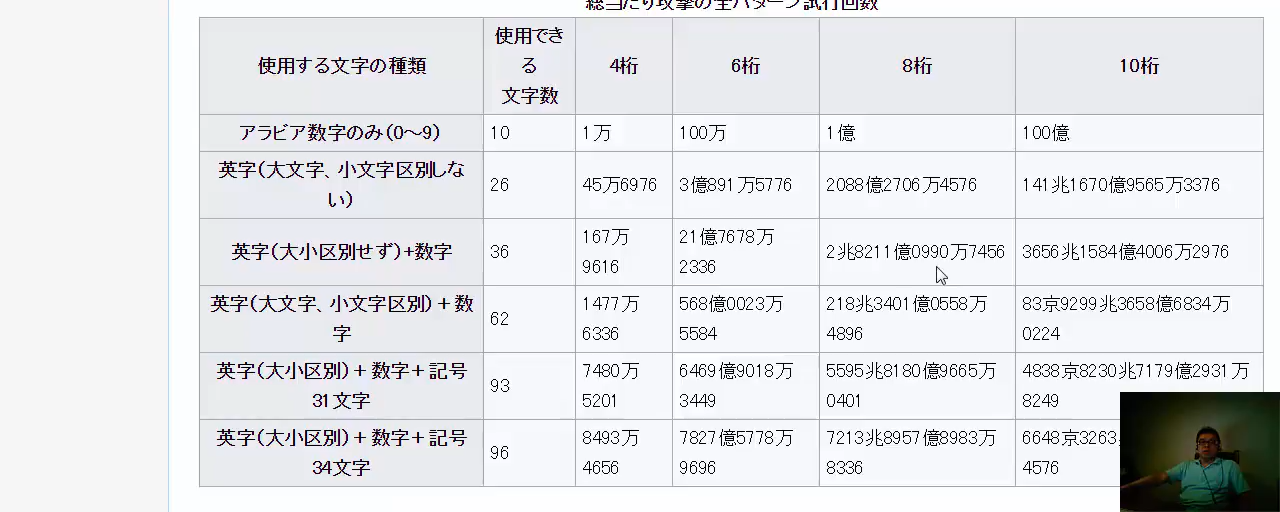 総当たり攻撃の全パターン試行回数
使用する文字の種類
使用でき
る
文字数
4桁
6桁
8桁
10桁
アラビア数字のみ（0～9）
10
1万
100万
1億
100億
英字（大文字、小文字区別しな
い）
26
45万6976
3億891万5776
2088億2706万4576
141兆1670億9565万3376
英字（大小区別せず）+数字
36
167万
9616
21億7678万
2336
2兆8211億0990万7456
3656兆1584億4006万2976
英字（大文字、小文字区別）＋数
字
62
1477万
6336
568億0023万
5584
218兆3401億0558万
4896
83京9299兆3658億6834万
0224
英字（大小区別）＋数字＋記号
31文字
93
7480万
5201
6469億9018万
3449
5595兆8180億9665万
0401
4838京8230兆7179億2931万
8249
英字（大小区別）＋数字＋記号
34文字
96
8493万
4656
7827億5778万
9696
7213兆8957億8983万
8336
6648京3263
4576